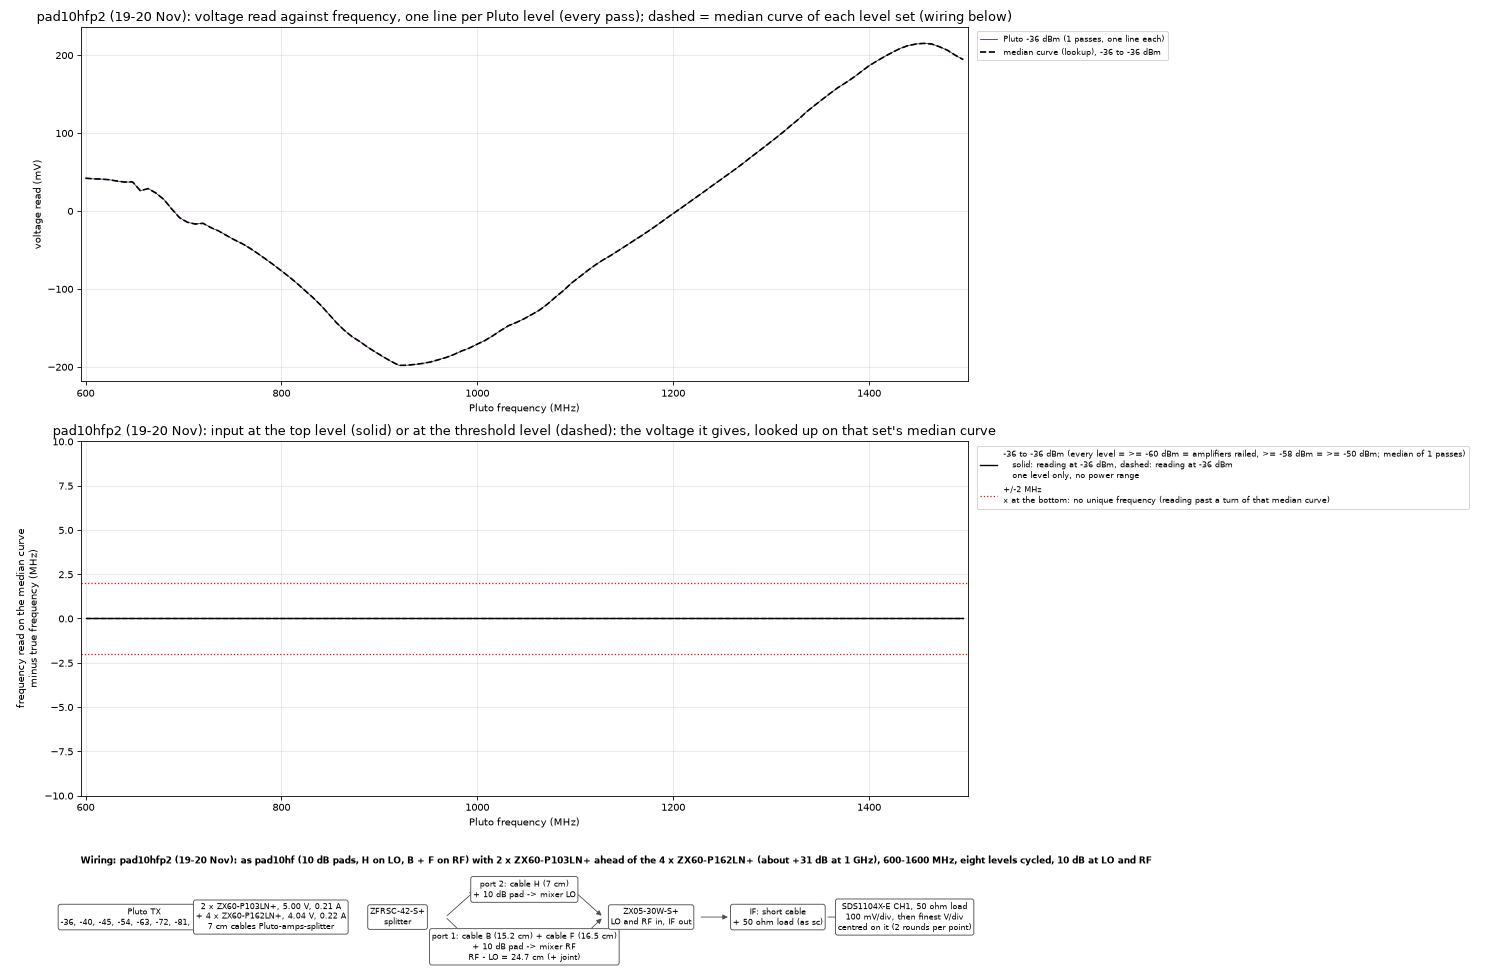 pad10hfp2 (19-20 Nov): voltage read against frequency, one line per Pluto level (every pass); dashed = median curve of each level set (wiring below)
Pluto -36 dBm (1 passes, one line each)
median curve (lookup), -36 to -36 dBm
voltage read (mV)
200
100
0
−100
−200
600
800
1000
1200
1400
Pluto frequency (MHz)
pad10hfp2 (19-20 Nov): input at the top level (solid) or at the threshold level (dashed): the voltage it gives, looked up on that set's median curve
-36 to -36 dBm (every level = >= -60 dBm = amplifiers railed, >= -58 dBm = >= -50 dBm; median of 1 passes)
solid: reading at -36 dBm, dashed: reading at -36 dBm
one level only, no power range
+/-2 MHz
x at the bottom: no unique frequency (reading past a turn of that median curve)
frequency read on the median curve
minus true frequency (MHz)
10.0
7.5
5.0
2.5
0.0
−2.5
−5.0
−7.5
−10.0
600
800
1000
1200
1400
Pluto frequency (MHz)
Wiring: pad10hfp2 (19-20 Nov): as pad10hf (10 dB pads, H on LO, B + F on RF) with 2 x ZX60-P103LN+ ahead of the 4 x ZX60-P162LN+ (about +31 dB at 1 GHz), 600-1600 MHz, eight levels cycled, 10 dB at LO and RF
Pluto TX
-36, -40, -45, -54, -63, -72, -81,
2 x ZX60-P103LN+, 5.00 V, 0.21 A
+ 4 x ZX60-P162LN+, 4.04 V, 0.22 A
7 cm cables Pluto-amps-splitter
ZFRSC-42-S+
splitter
port 2: cable H (7 cm)
+ 10 dB pad -> mixer LO
port 1: cable B (15.2 cm) + cable F (16.5 cm)
+ 10 dB pad -> mixer RF
RF - LO = 24.7 cm (+ joint)
ZX05-30W-S+
LO and RF in, IF out
IF: short cable
+ 50 ohm load (as sc)
SDS1104X-E CH1, 50 ohm load
100 mV/div, then finest V/div
centred on it (2 rounds per point)